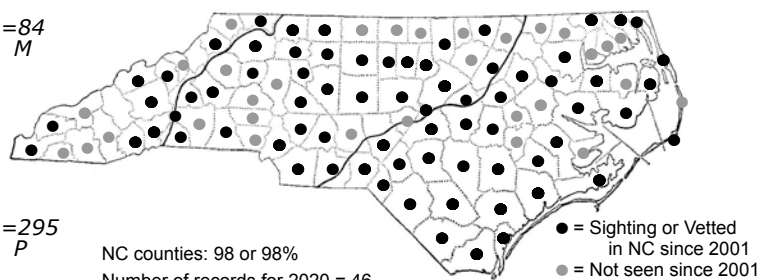 =84
M
=295
P
NC counties: 98 or 98%
Number of records for 2020 = 46
= Sighting or Vetted
in NC since 2001
= Not seen since 2001